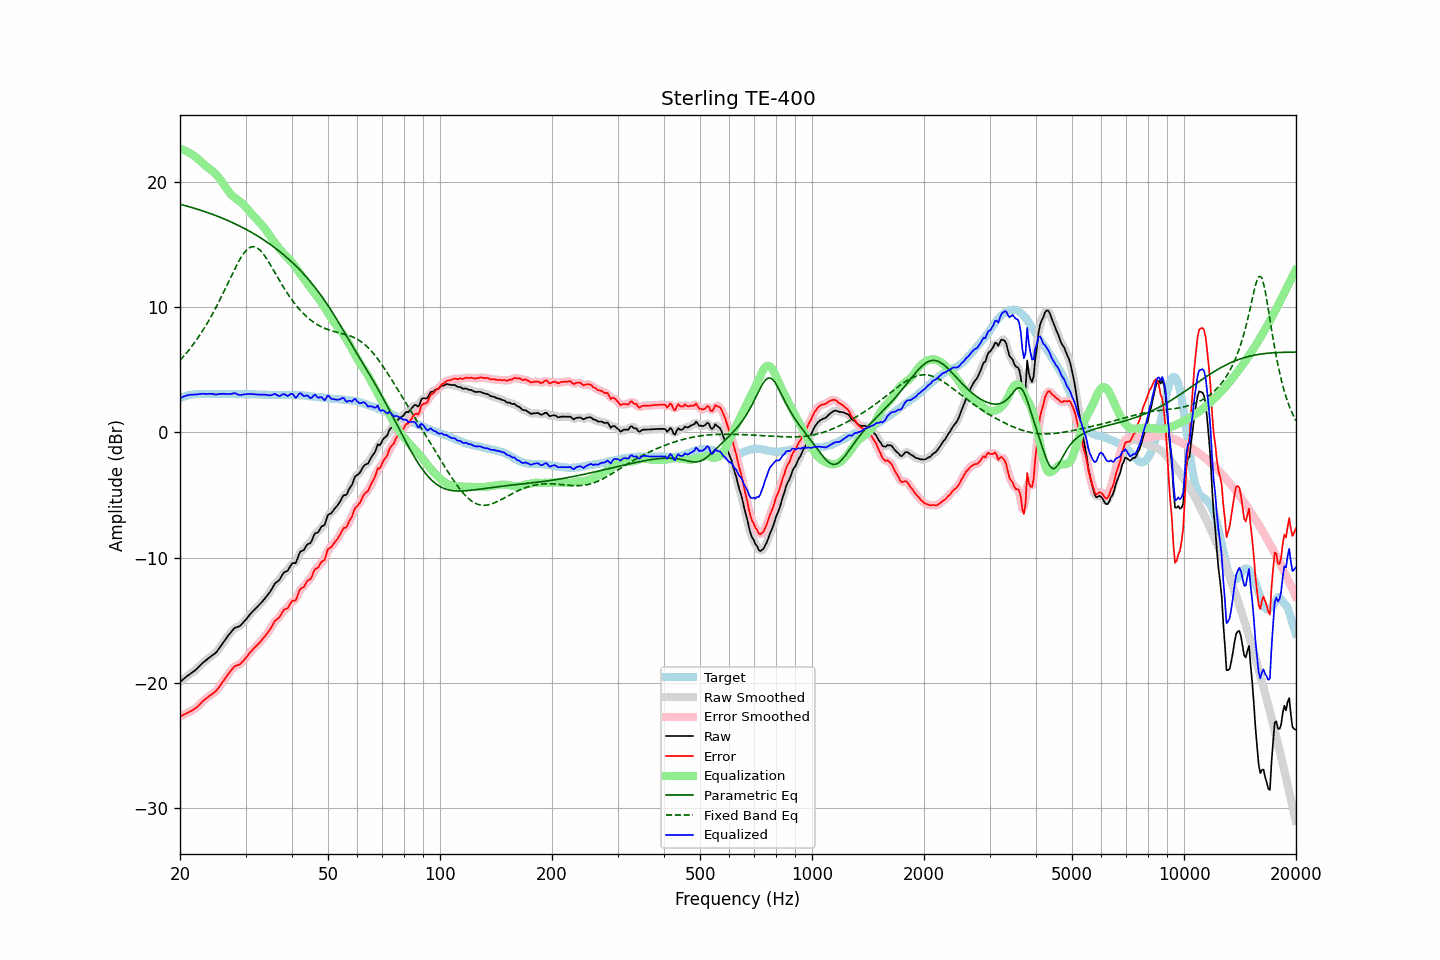 Sterling TE-400
Amplitude (dBr)
20
10
0
−10
−20
−30
Target
Raw Smoothed
Error Smoothed
Raw
Error
Equalization
Parametric Eq
Fixed Band Eq
Equalized
20 50 100 200 500 1000 2000 5000 10000 20000
Frequency (Hz)